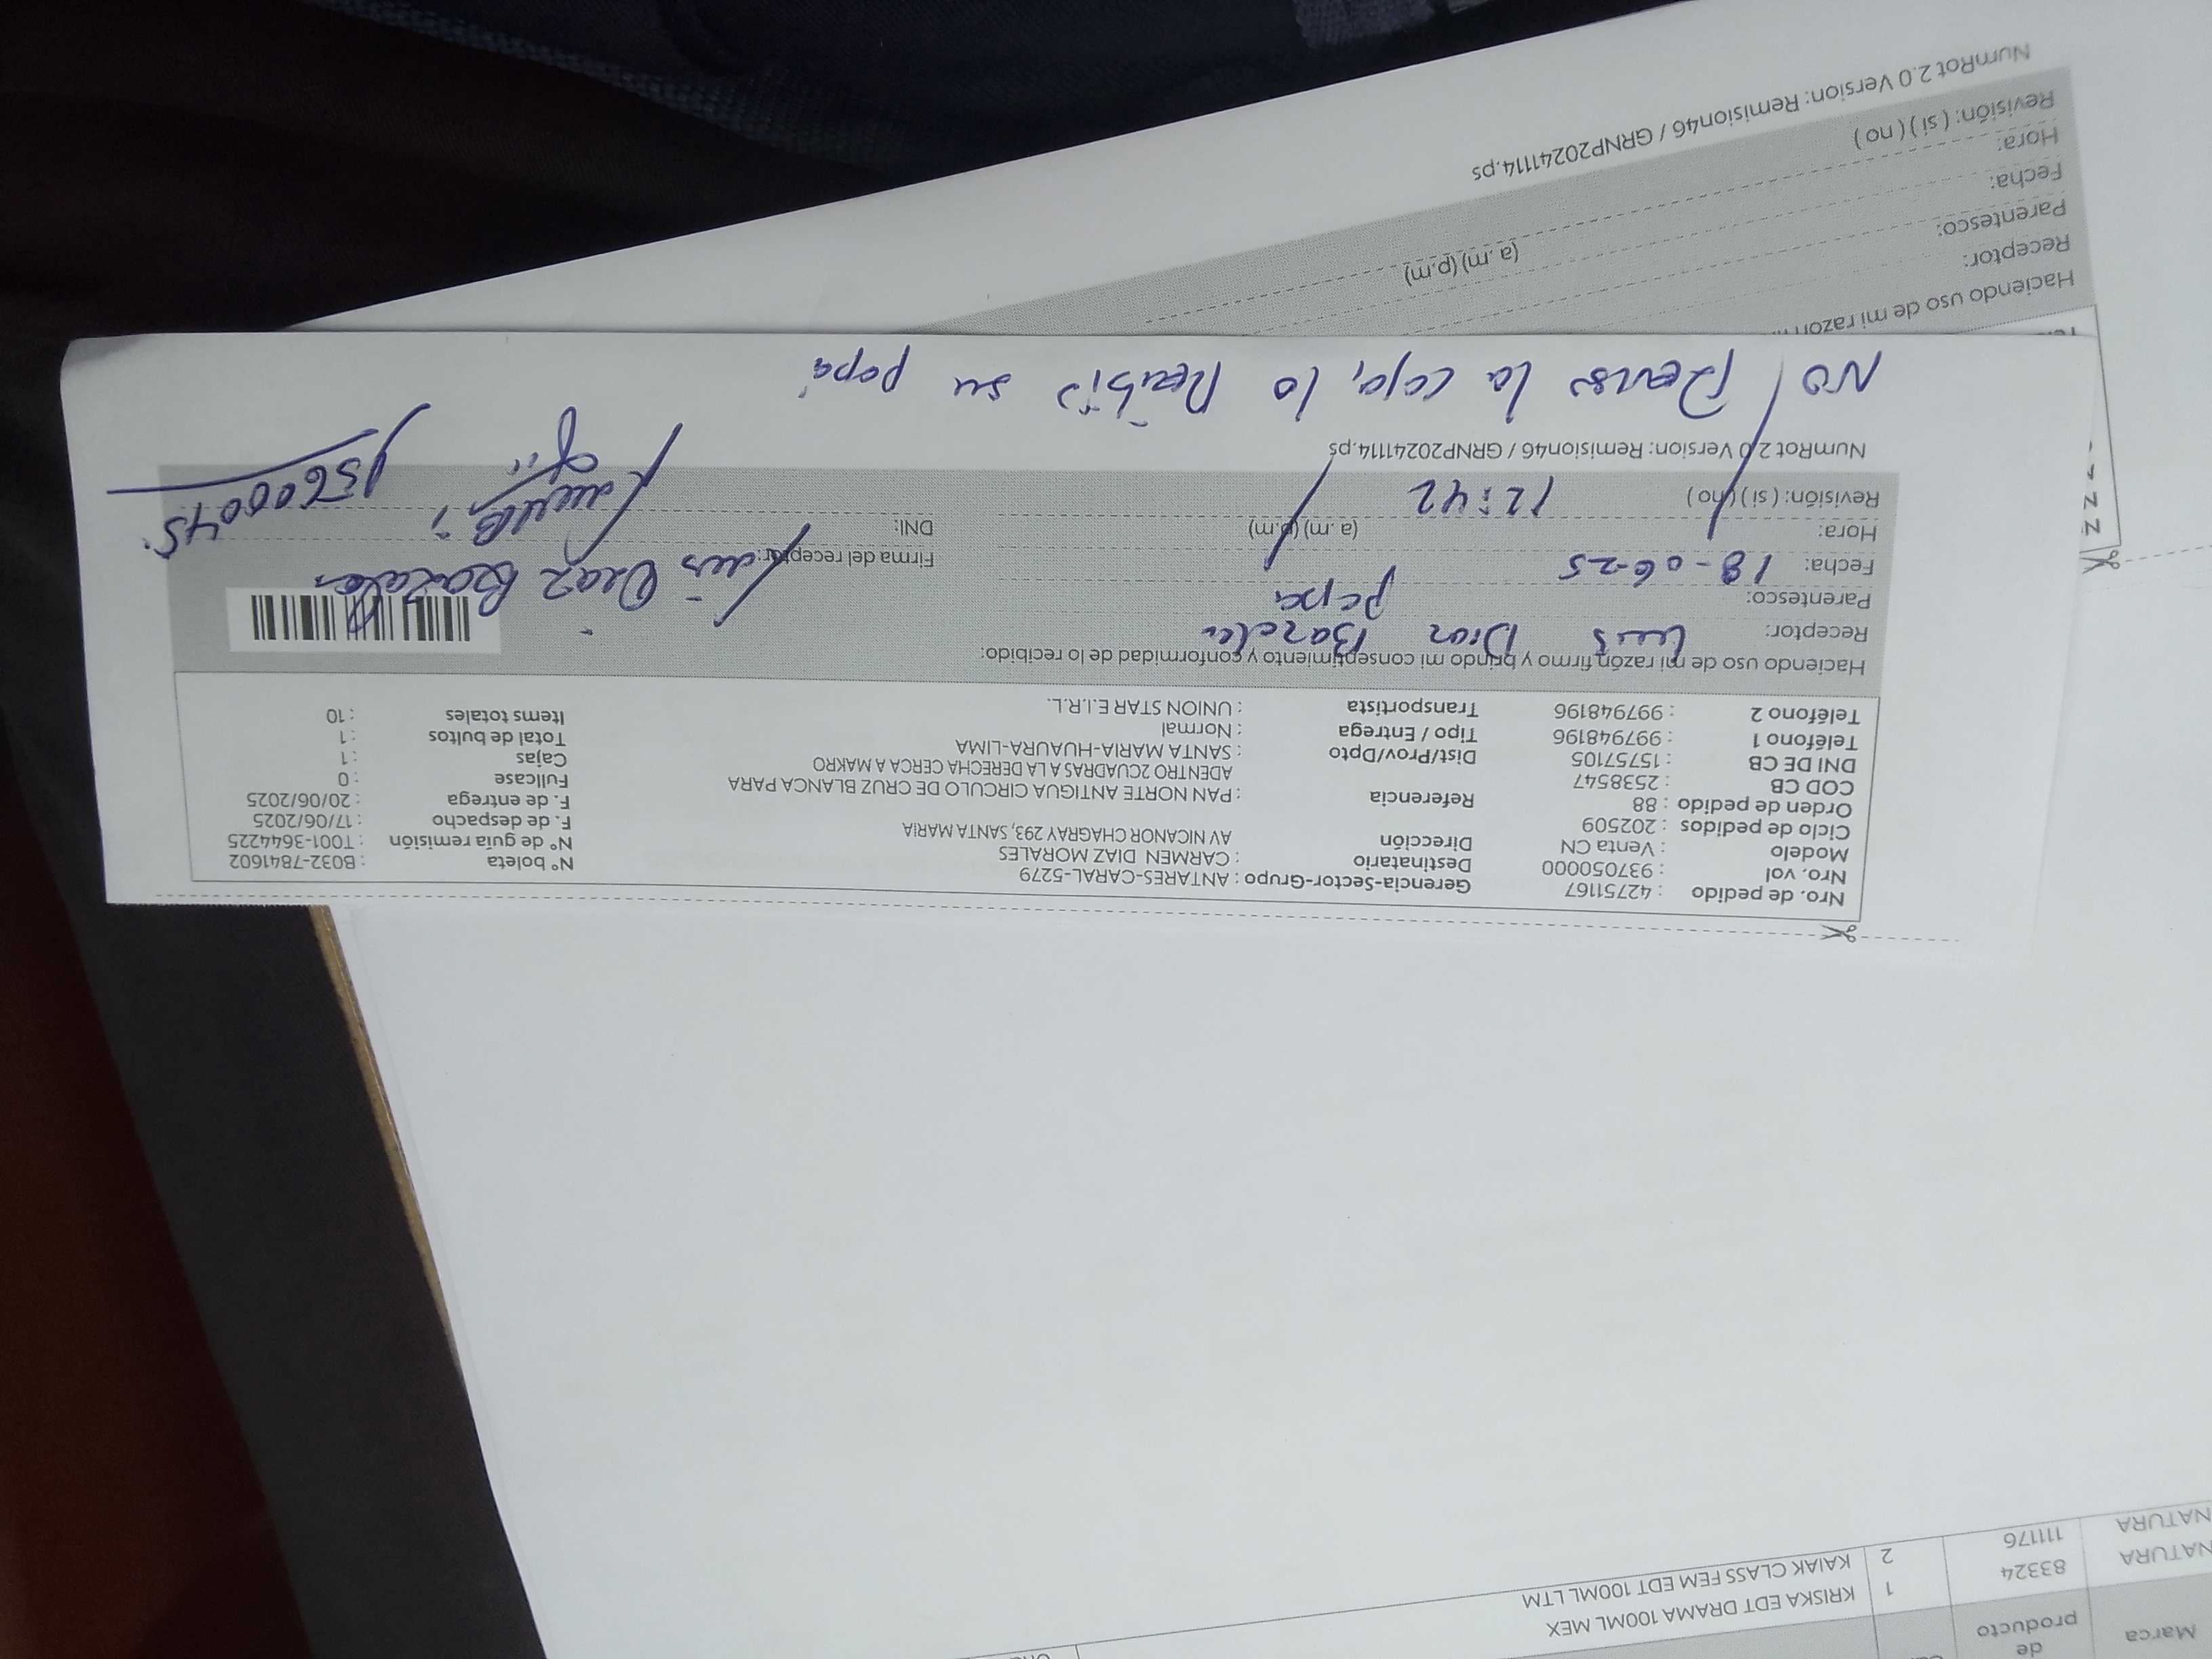 Marca
de
producto
NATURA 83324 1 KRISKA EDT DRAMA 100ML MEX
NATURA 111176 2 KAIAK CLASS FEM EDT 100ML LTM
Nro. de pedido : 42751167
Nro. vol : 937050000
Modelo : Venta CN
Ciclo de pedidos : 202509
Orden de pedido : 88
COD CB : 2538547
DNI DE CB : 15757105
Teléfono 1 : 997948196
Teléfono 2 : 997948196
Gerencia-Sector-Grupo : ANTARES-CARAL-5279
Destinatario : CARMEN DIAZ MORALES
Dirección AV NICANOR CHAGRAY 293, SANTA MARIA
Referencia : PAN NORTE ANTIGUA CIRCULO DE CRUZ BLANCA PARA
ADENTRO 2CUADRAS A LA DERECHA CERCA A MAKRO
Dist/Prov/Dpto : SANTA MARIA-HUAURA-LIMA
Tipo / Entrega : Normal
Transportista : UNION STAR E.I.R.L.
N° boleta : B032-7841602
N° de guia remisión : T001-3644225
F. de despacho : 17/06/2025
F. de entrega : 20/06/2025
Fullcase : 0
Cajas : 1
Total de bultos : 1
Items totales : 10
Haciendo uso de mi razón firmo y brindo mi consentimiento y conformidad de lo recibido:
Receptor: Luis Diaz Bazalar
Parentesco: papa
Fecha: 18-06-25
Hora: 12:42 (a. m) (p.m)
Revisión: ( si ) ( no )
Firma del receptor: Luis Diaz Bazalar
DNI: 15600045
NumRot 2.0 Version: Remision46 / GRNP20241114.ps
NO Reviso la caja, lo Recibió su papá
Haciendo uso de mi razón
Receptor:
Parentesco:
Fecha:
Hora: (a. m) (p.m)
Revisión: ( si ) ( no )
NumRot 2.0 Version: Remision46 / GRNP20241114.ps